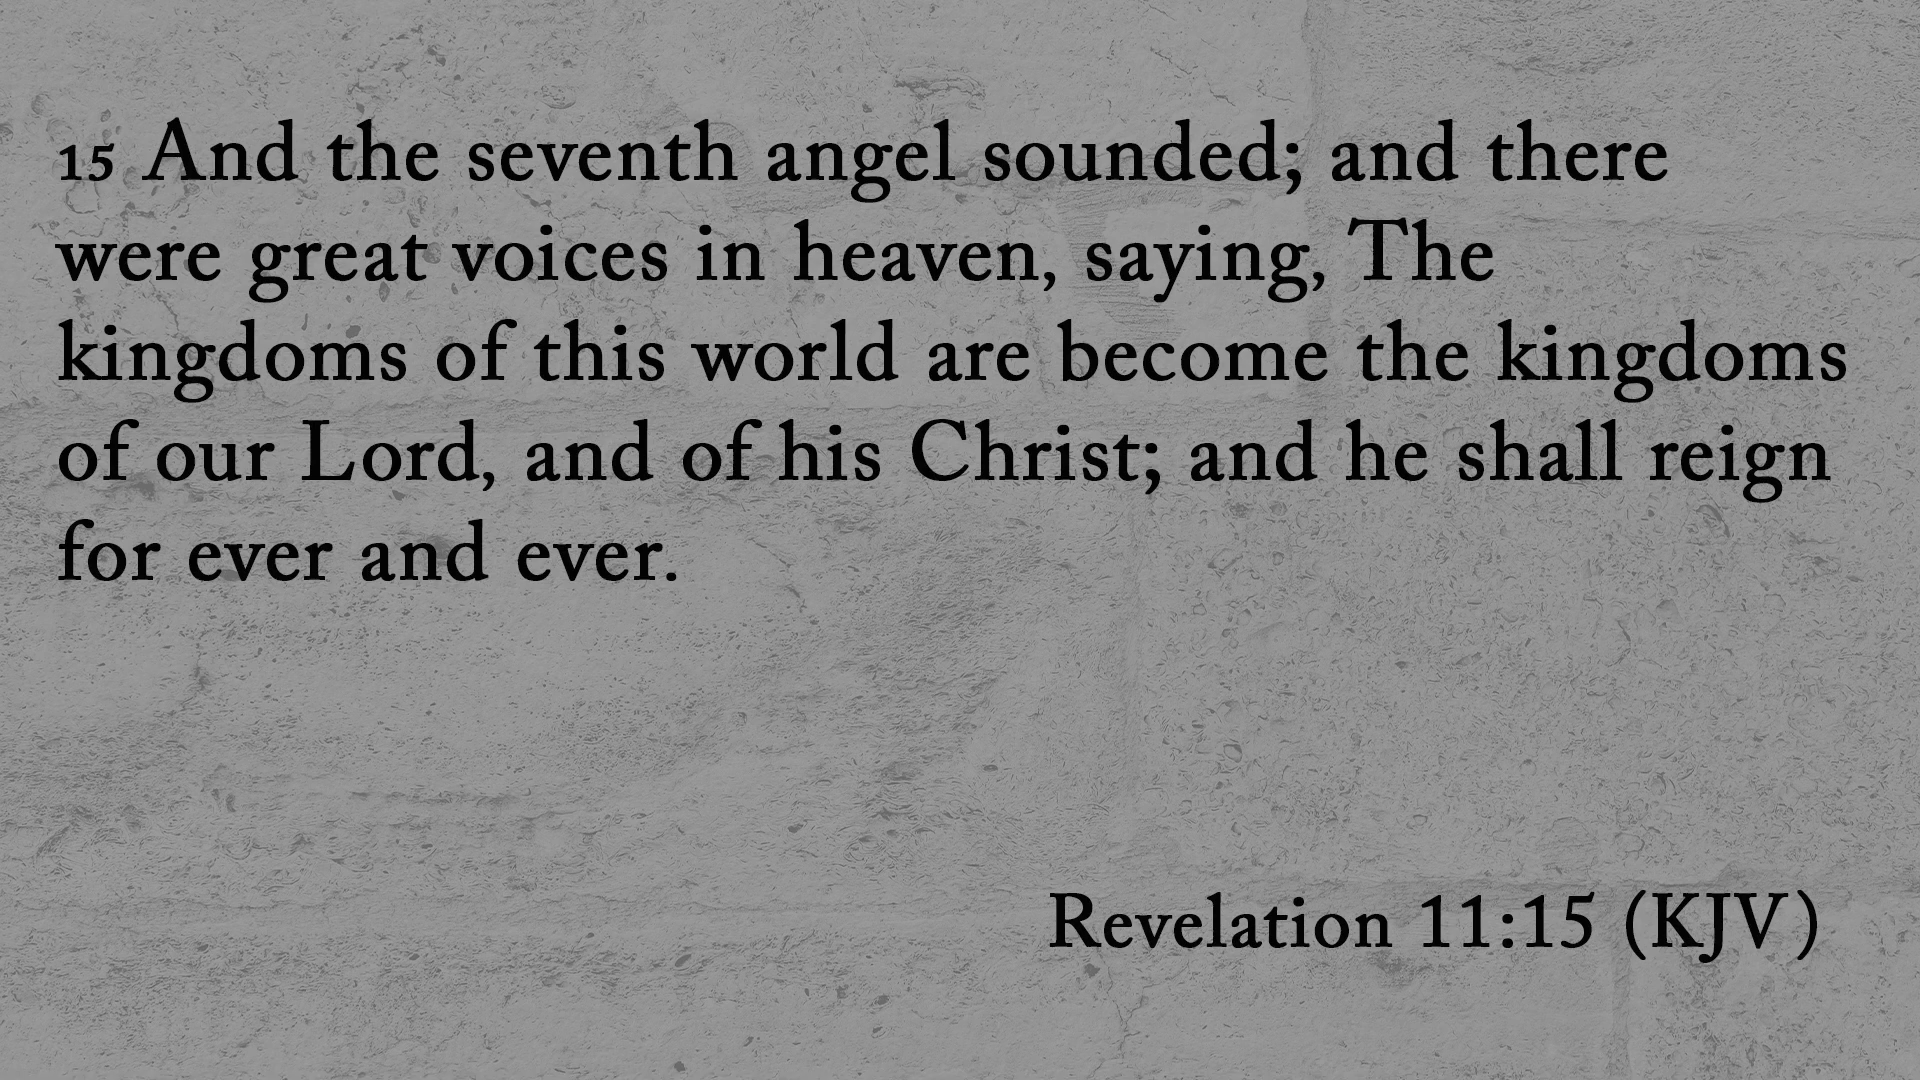 15 And the seventh angel sounded; and there
were great voices in heaven, saying, The
kingdoms of this world are become the kingdoms
of our Lord, and of his Christ; and he shall reign
for ever and ever.
Revelation 11:15 (KJV)